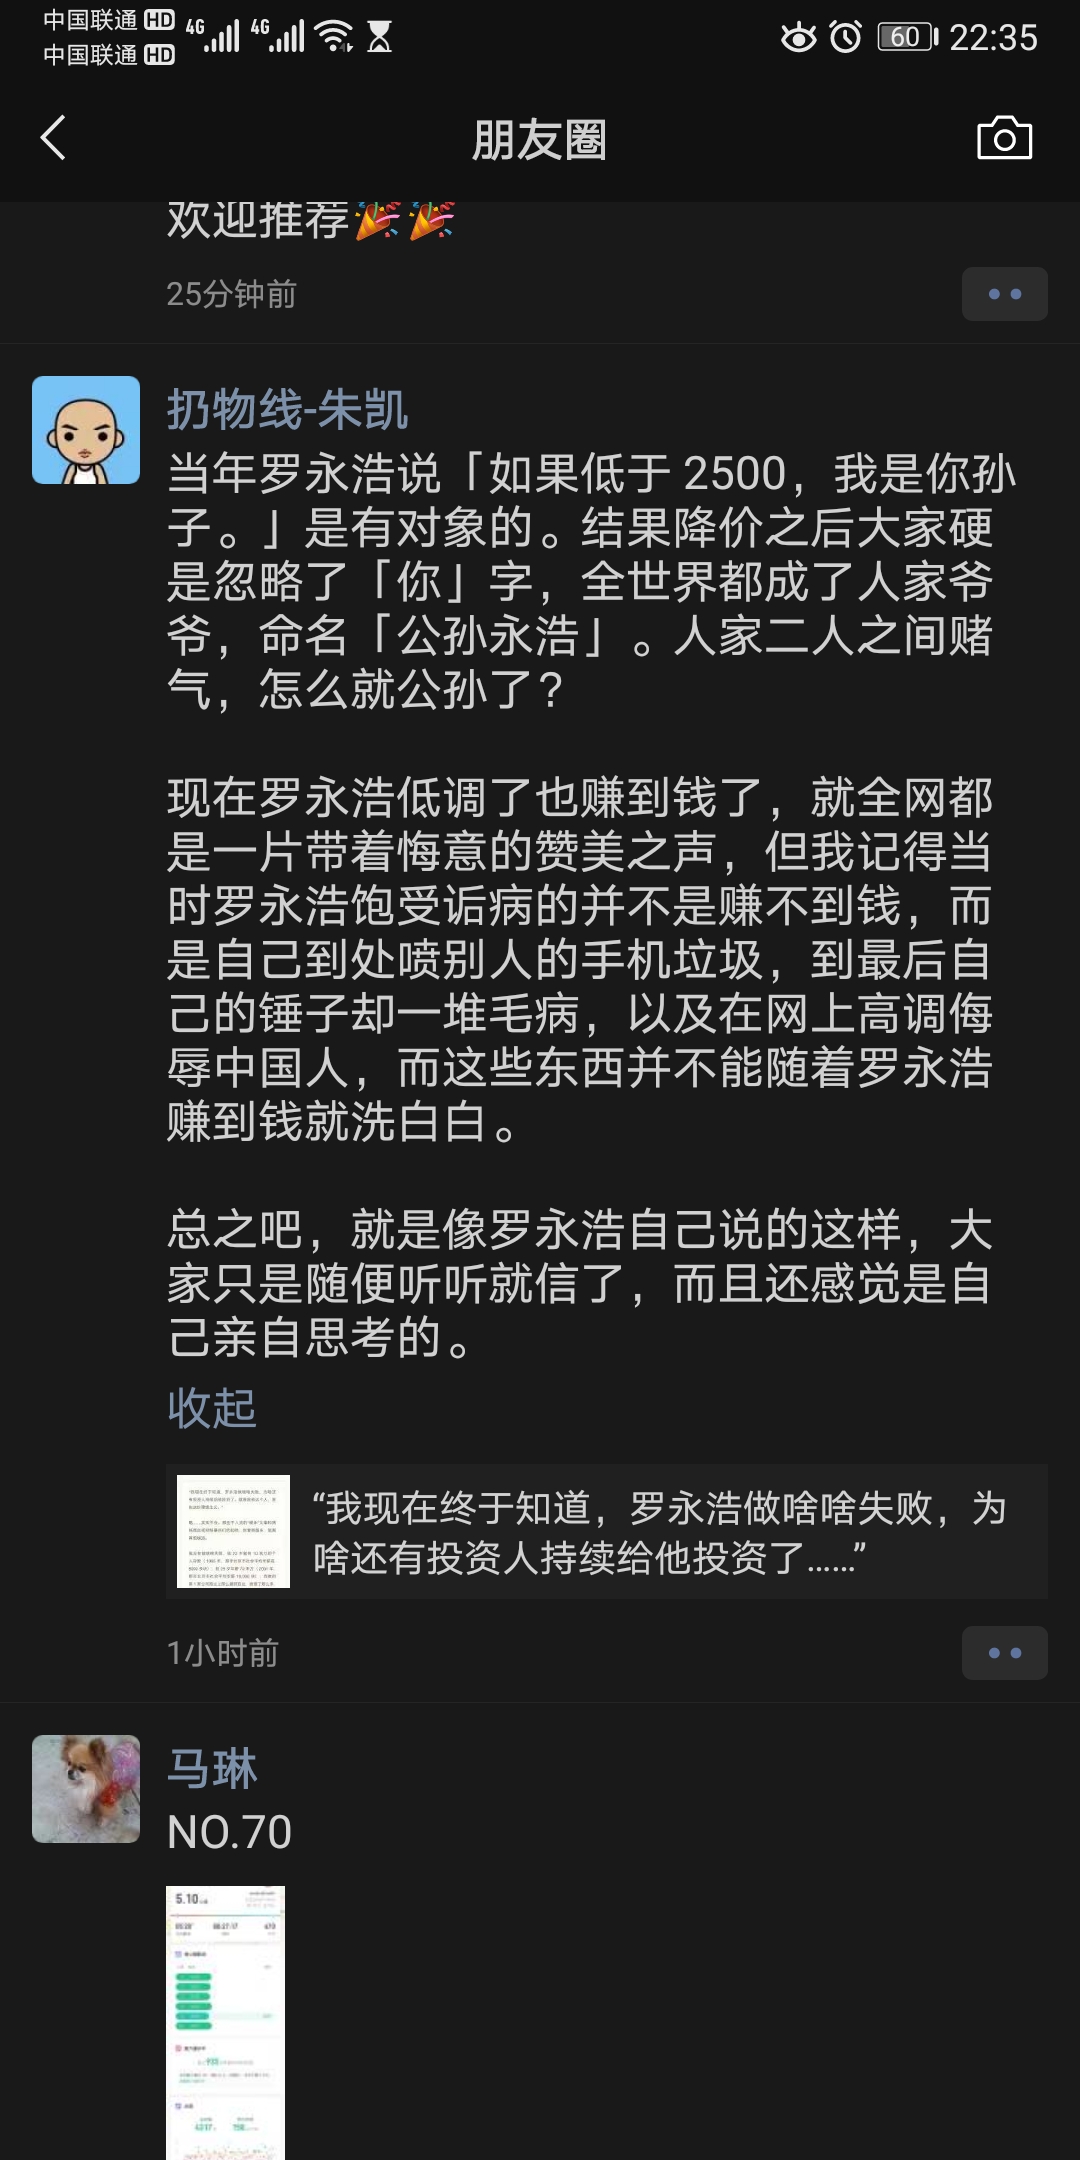 中国联通 HD 4G 4G 60 22:35
中国联通 HD
朋友圈
欢迎推荐🎉🎉
25分钟前
扔物线-朱凯
当年罗永浩说「如果低于 2500，我是你孙
子。」是有对象的。结果降价之后大家硬
是忽略了「你」字，全世界都成了人家爷
爷，命名「公孙永浩」。人家二人之间赌
气，怎么就公孙了？
现在罗永浩低调了也赚到钱了，就全网都
是一片带着悔意的赞美之声，但我记得当
时罗永浩饱受诟病的并不是赚不到钱，而
是自己到处喷别人的手机垃圾，到最后自
己的锤子却一堆毛病，以及在网上高调侮
辱中国人，而这些东西并不能随着罗永浩
赚到钱就洗白白。
总之吧，就是像罗永浩自己说的这样，大
家只是随便听听就信了，而且还感觉是自
己亲自思考的。
收起
“我现在终于知道，罗永浩做啥啥失败，为
啥还有投资人持续给他投资了……”
1小时前
马琳
NO.70
5.10